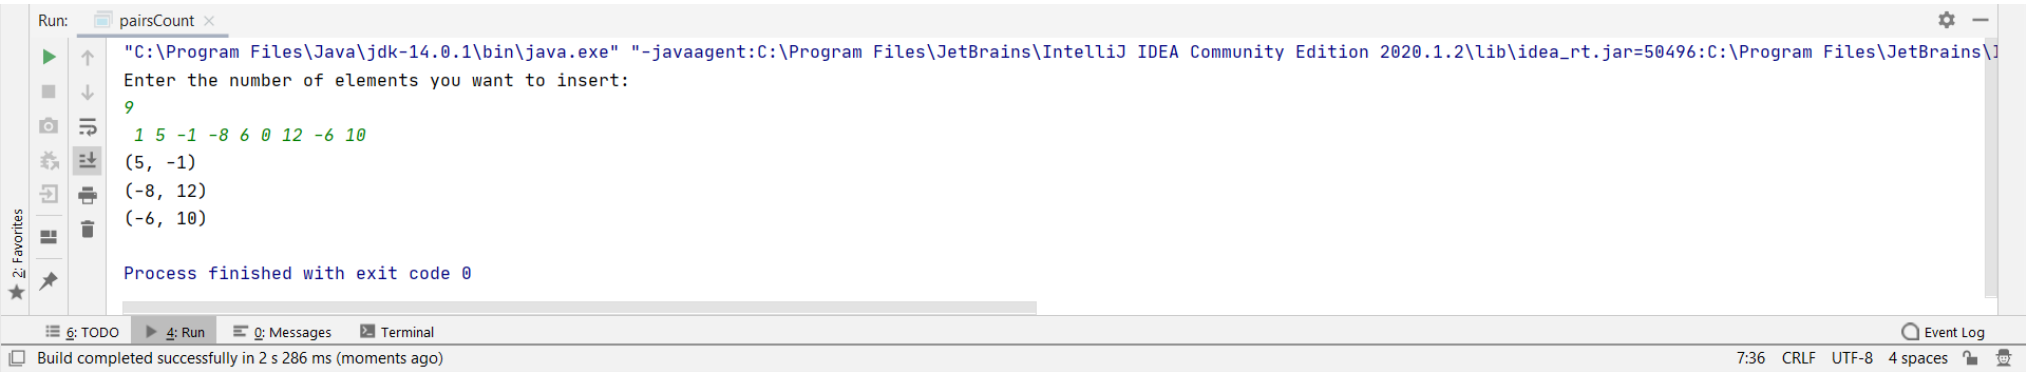 Run: pairsCount
"C:\Program Files\Java\jdk-14.0.1\bin\java.exe" "-javaagent:C:\Program Files\JetBrains\IntelliJ IDEA Community Edition 2020.1.2\lib\idea_rt.jar=50496:C:\Program Files\JetBrains\I
Enter the number of elements you want to insert:
9
1 5 -1 -8 6 0 12 -6 10
(5, -1)
(-8, 12)
(-6, 10)
Process finished with exit code 0
2: Favorites
6: TODO 4: Run 0: Messages Terminal Event Log
Build completed successfully in 2 s 286 ms (moments ago) 7:36 CRLF UTF-8 4 spaces